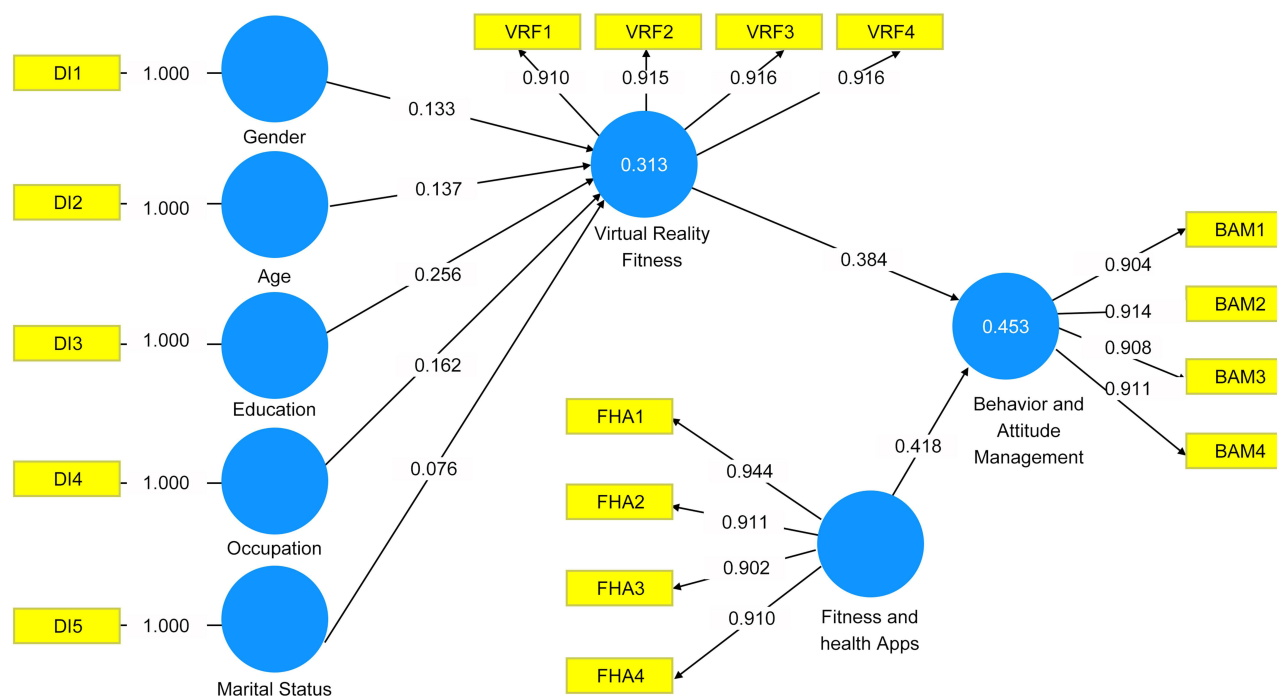 VRF1
VRF2
VRF3
VRF4
0.910
0.915
0.916
0.916
DI1
1.000
Gender
0.133
DI2
1.000
Age
0.137
DI3
1.000
Education
0.256
DI4
1.000
Occupation
0.162
DI5
1.000
Marital Status
0.076
0.313
Virtual Reality
Fitness
0.384
0.453
Behavior and
Attitude
Management
0.904
BAM1
0.914
BAM2
0.908
BAM3
0.911
BAM4
0.418
FHA1
0.944
FHA2
0.911
FHA3
0.902
FHA4
0.910
Fitness and
health Apps